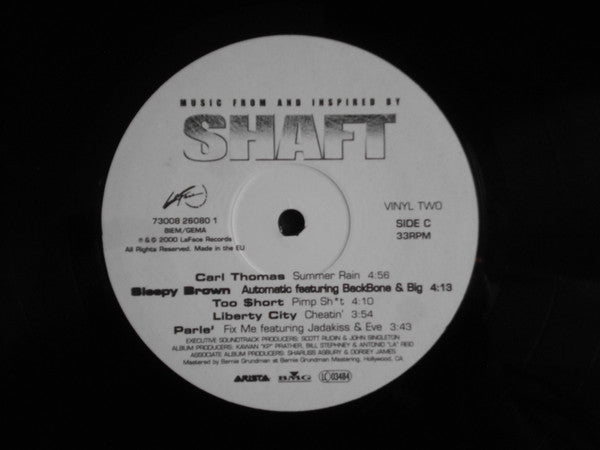 MUSIC FROM AND INSPIRED BY
SHAFT
LaFace
VINYL TWO
73008 26080 1
SIDE C
BIEM/GEMA
33RPM
℗ & © 2000 LaFace Records
All Rights Reserved. Made in the EU
Carl Thomas Summer Rain 4:56
Sleepy Brown Automatic featuring BackBone & Big 4:13
Too $hort Pimp Sh*t 4:10
Liberty City Cheatin' 3:54
Parle' Fix Me featuring Jadakiss & Eve 3:43
EXECUTIVE SOUNDTRACK PRODUCERS: SCOTT RUDIN & JOHN SINGLETON
ALBUM PRODUCERS: KAWAN "KP" PRATHER, BILL STEPHNEY & ANTONIO "LA" REID
ASSOCIATE ALBUM PRODUCERS: SHARLISS ASBURY & DORSEY JAMES
Mastered by Bernie Grundman at Bernie Grundman Mastering, Hollywood, CA
ARISTA BMG LC 03484